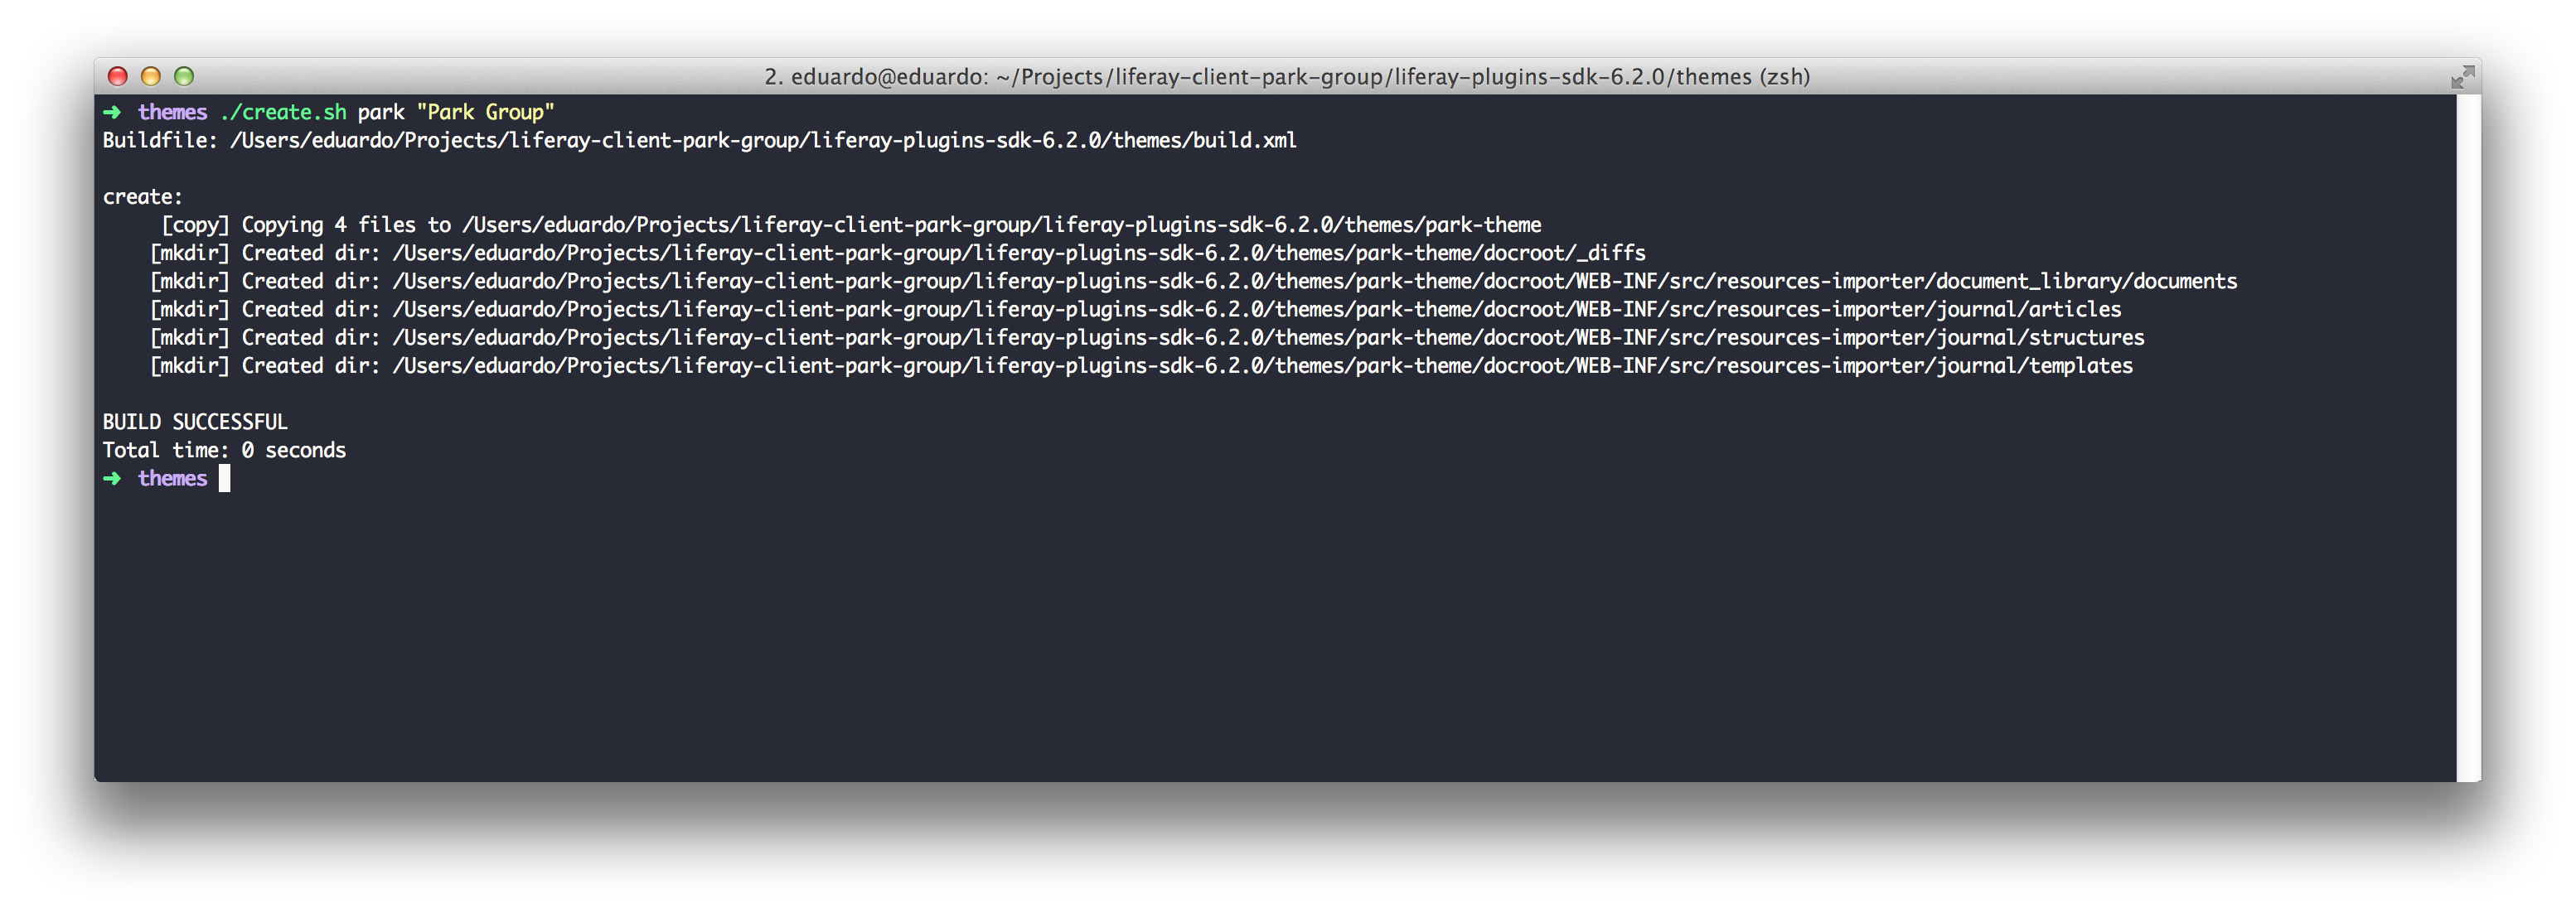 2. eduardo@eduardo: ~/Projects/liferay-client-park-group/liferay-plugins-sdk-6.2.0/themes (zsh)
➜ themes ./create.sh park "Park Group"
Buildfile: /Users/eduardo/Projects/liferay-client-park-group/liferay-plugins-sdk-6.2.0/themes/build.xml
create:
[copy] Copying 4 files to /Users/eduardo/Projects/liferay-client-park-group/liferay-plugins-sdk-6.2.0/themes/park-theme
[mkdir] Created dir: /Users/eduardo/Projects/liferay-client-park-group/liferay-plugins-sdk-6.2.0/themes/park-theme/docroot/_diffs
[mkdir] Created dir: /Users/eduardo/Projects/liferay-client-park-group/liferay-plugins-sdk-6.2.0/themes/park-theme/docroot/WEB-INF/src/resources-importer/document_library/documents
[mkdir] Created dir: /Users/eduardo/Projects/liferay-client-park-group/liferay-plugins-sdk-6.2.0/themes/park-theme/docroot/WEB-INF/src/resources-importer/journal/articles
[mkdir] Created dir: /Users/eduardo/Projects/liferay-client-park-group/liferay-plugins-sdk-6.2.0/themes/park-theme/docroot/WEB-INF/src/resources-importer/journal/structures
[mkdir] Created dir: /Users/eduardo/Projects/liferay-client-park-group/liferay-plugins-sdk-6.2.0/themes/park-theme/docroot/WEB-INF/src/resources-importer/journal/templates
BUILD SUCCESSFUL
Total time: 0 seconds
➜ themes